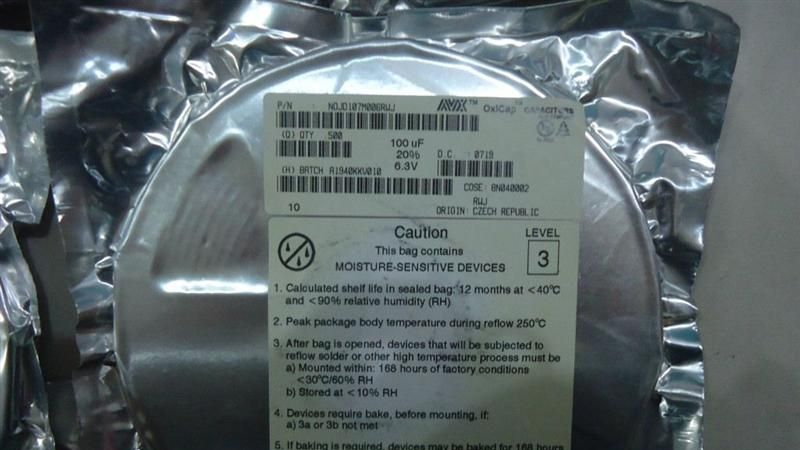 P/N : NOJD107M006RWJ AVX™ OxiCap™ CAPACITORS
(Q) QTY :500
100 uF
20% D.C. : 0719
6.3V
(H) BATCH A1940KKV010
COSE: 8N040002
10 RWJ
ORIGIN: CZECH REPUBLIC
Caution LEVEL
This bag contains
MOISTURE-SENSITIVE DEVICES 3
1. Calculated shelf life in sealed bag: 12 months at <40°C
and <90% relative humidity (RH)
2. Peak package body temperature during reflow 250°C
3. After bag is opened, devices that will be subjected to
reflow solder or other high temperature process must be
a) Mounted within: 168 hours of factory conditions
<30°C/60% RH
b) Stored at <10% RH
4. Devices require bake, before mounting, if:
a) 3a or 3b not met
5. If baking is required, devices may be baked for 168 hours